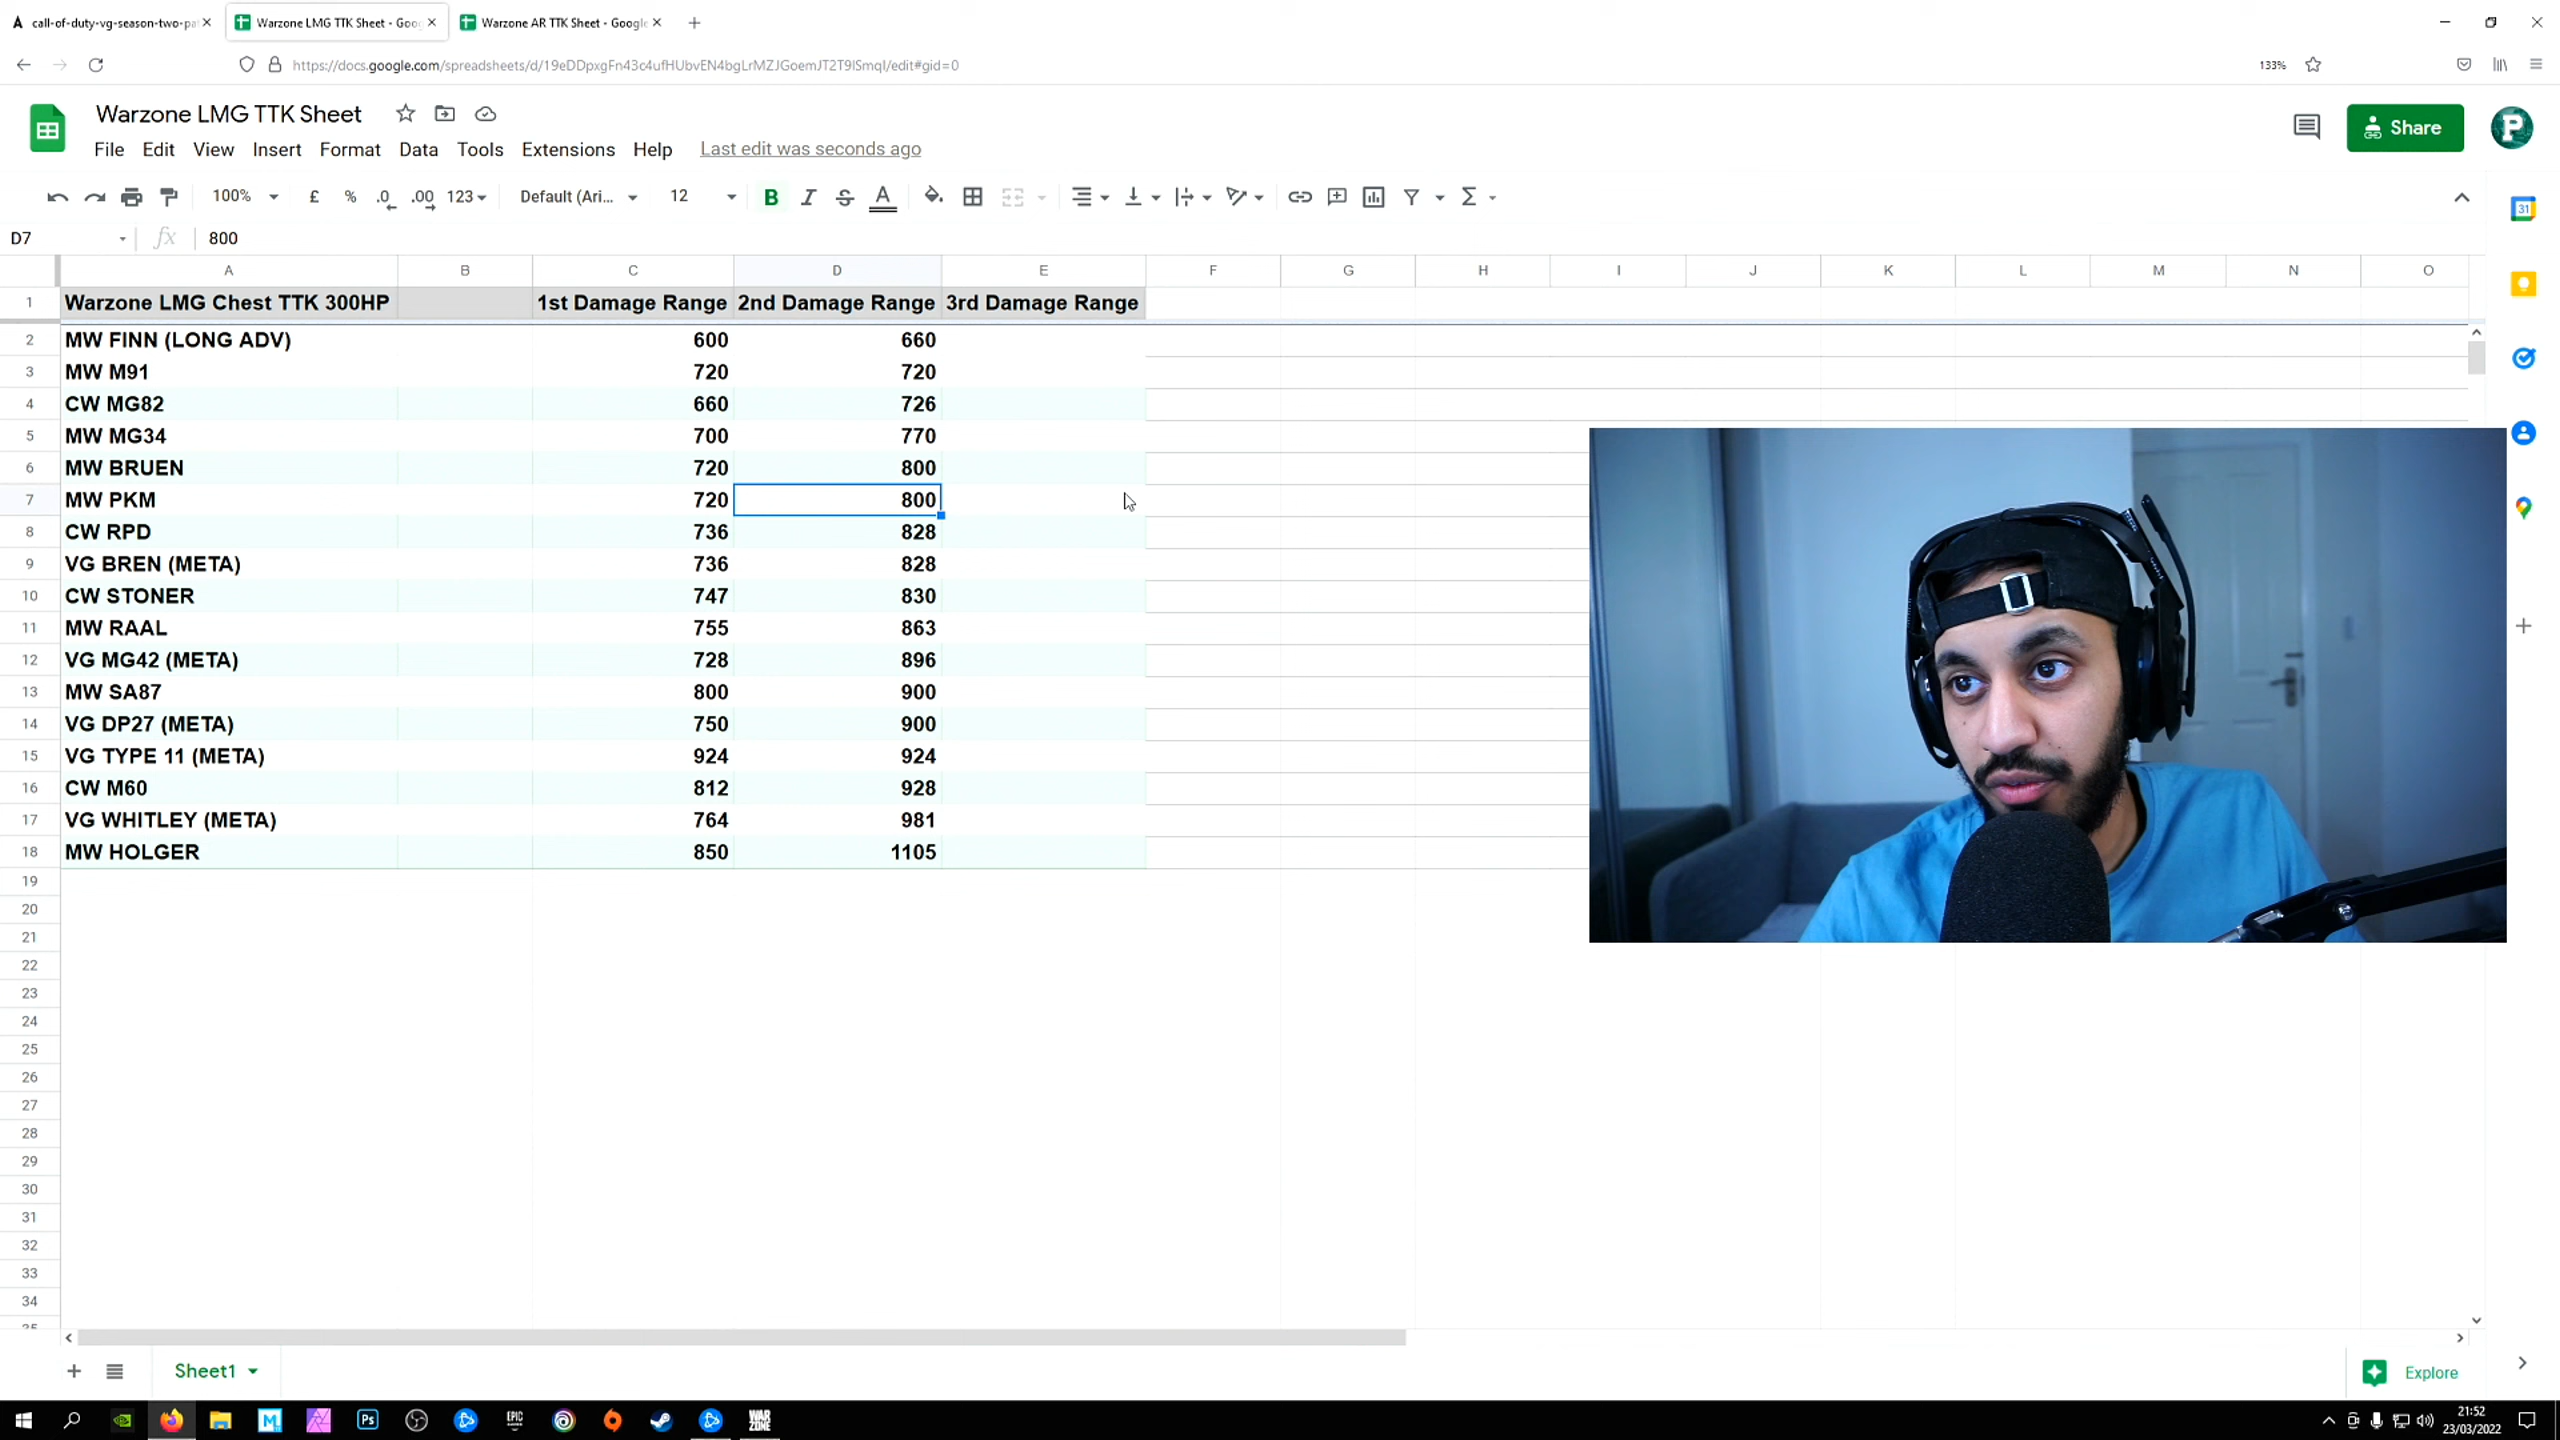 call-of-duty-vg-season-two-pa
Warzone LMG TTK Sheet - Goo
Warzone AR TTK Sheet - Google
https://docs.google.com/spreadsheets/d/19eDDpxgFn43c4ufHUbvEN4bgLrMZJGoemJT2T9ISmqI/edit#gid=0
133%
Warzone LMG TTK Sheet
Share
P
File Edit View Insert Format Data Tools Extensions Help Last edit was seconds ago
100% £ % .0 .00 123 Default (Ari... 12 B I S A Σ
31
D7 fx 800
A B C D E F G H I J K L M N O
1 Warzone LMG Chest TTK 300HP 1st Damage Range 2nd Damage Range 3rd Damage Range
2 MW FINN (LONG ADV) 600 660
3 MW M91 720 720
4 CW MG82 660 726
5 MW MG34 700 770
6 MW BRUEN 720 800
7 MW PKM 720 800
8 CW RPD 736 828
9 VG BREN (META) 736 828
10 CW STONER 747 830
11 MW RAAL 755 863
12 VG MG42 (META) 728 896
13 MW SA87 800 900
14 VG DP27 (META) 750 900
15 VG TYPE 11 (META) 924 924
16 CW M60 812 928
17 VG WHITLEY (META) 764 981
18 MW HOLGER 850 1105
19
20
21
22
23
24
25
26
27
28
29
30
31
32
33
34
35
Sheet1
Explore
Ps
EPIC
WAR
ZONE
21:52
23/03/2022